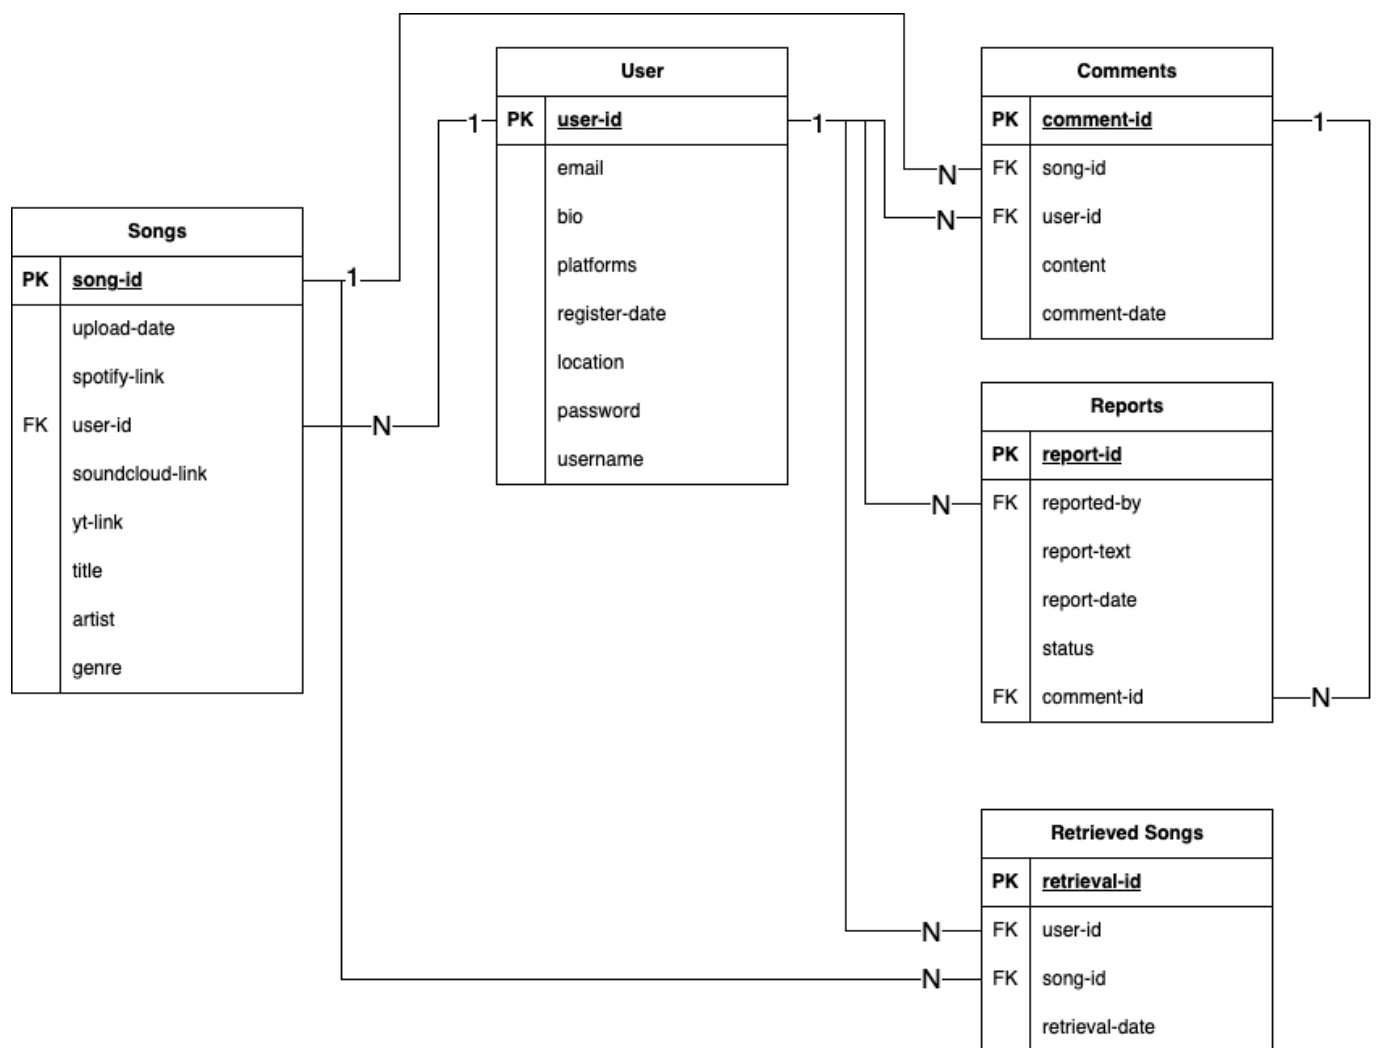 User
PK user-id
email
bio
platforms
register-date
location
password
username
Comments
PK comment-id
FK song-id
FK user-id
content
comment-date
Songs
PK song-id
upload-date
spotify-link
FK user-id
soundcloud-link
yt-link
title
artist
genre
Reports
PK report-id
FK reported-by
report-text
report-date
status
FK comment-id
Retrieved Songs
PK retrieval-id
FK user-id
FK song-id
retrieval-date
1
1
1
1
N
N
N
N
N
N
N